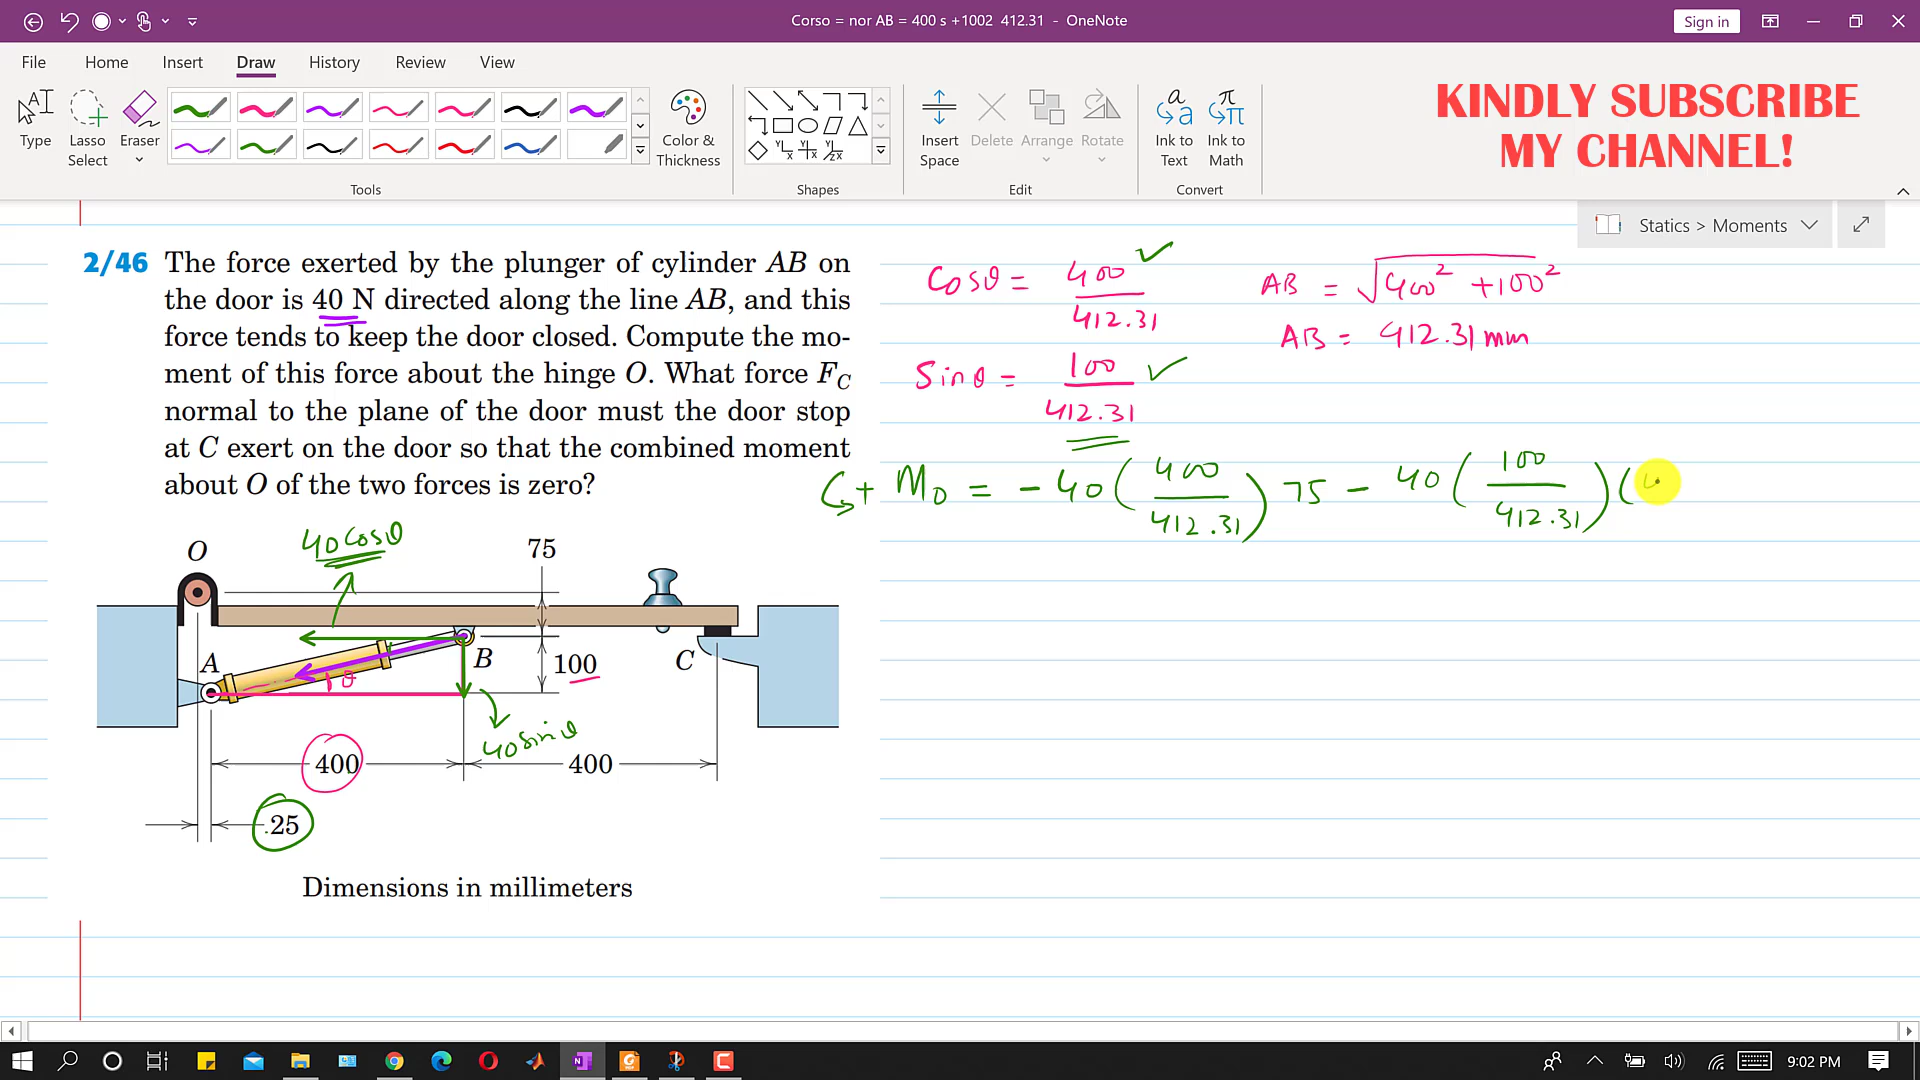 Corso = nor AB = 400 s +1002 412.31 - OneNote
Sign in
File Home Insert Draw History Review View
Type
Lasso Select
Eraser
Color & Thickness
Insert Space
Delete
Arrange
Rotate
Ink to Text
Ink to Math
Tools
Shapes
Edit
Convert
KINDLY SUBSCRIBE
MY CHANNEL!
Statics > Moments
2/46 The force exerted by the plunger of cylinder AB on
the door is 40 N directed along the line AB, and this
force tends to keep the door closed. Compute the mo-
ment of this force about the hinge O. What force F_C
normal to the plane of the door must the door stop
at C exert on the door so that the combined moment
about O of the two forces is zero?
Cosθ = 400/412.31 ✓
AB = √400² + 100²
AB = 412.31 mm
Sinθ = 100/412.31 ✓
+ M_O = - 40 (400/412.31) 75 - 40 (100/412.31) (
40 cosθ
O
75
A
θ
B
100
C
40 sinθ
400
400
.25
Dimensions in millimeters
9:02 PM